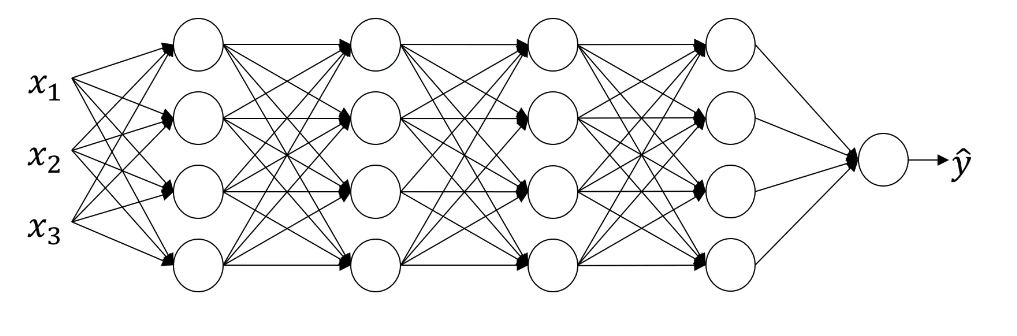 x₁
x₂
x₃
ŷ